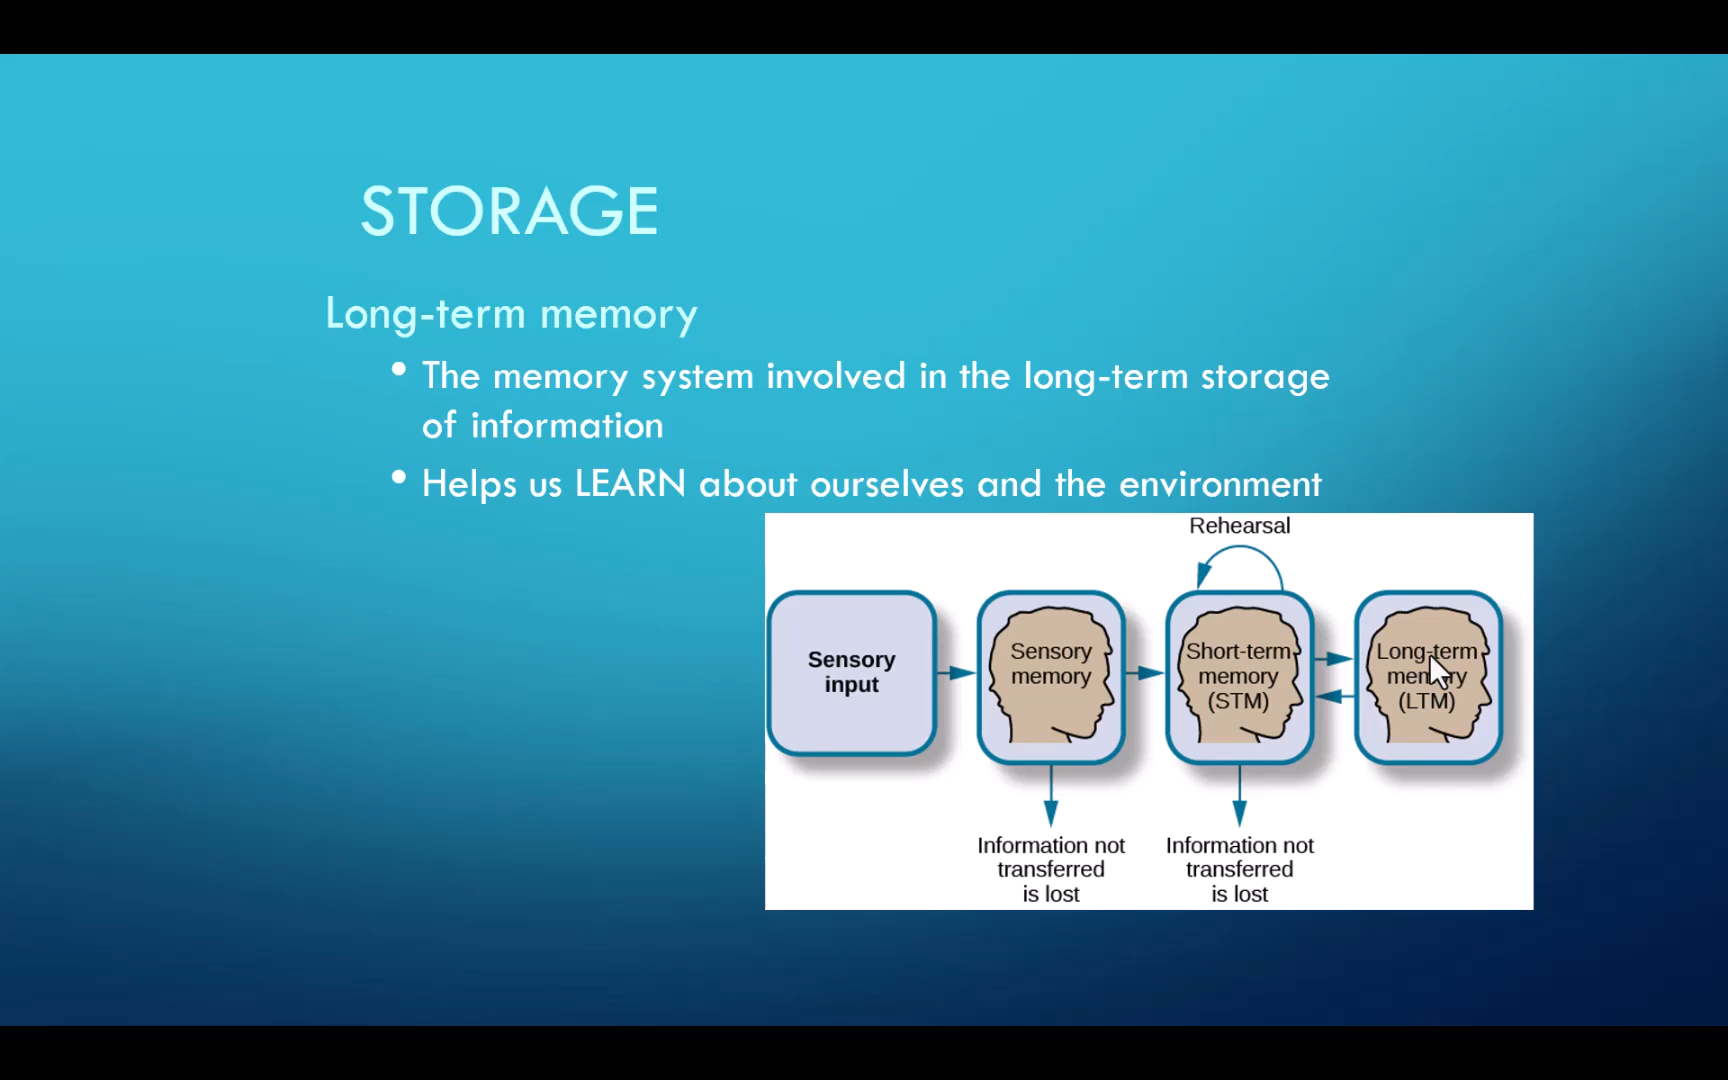 STORAGE
Long-term memory
• The memory system involved in the long-term storage
of information
• Helps us LEARN about ourselves and the environment
Rehearsal
Sensory
input
Sensory
memory
Short-term
memory
(STM)
Long-term
memory
(LTM)
Information not
transferred
is lost
Information not
transferred
is lost